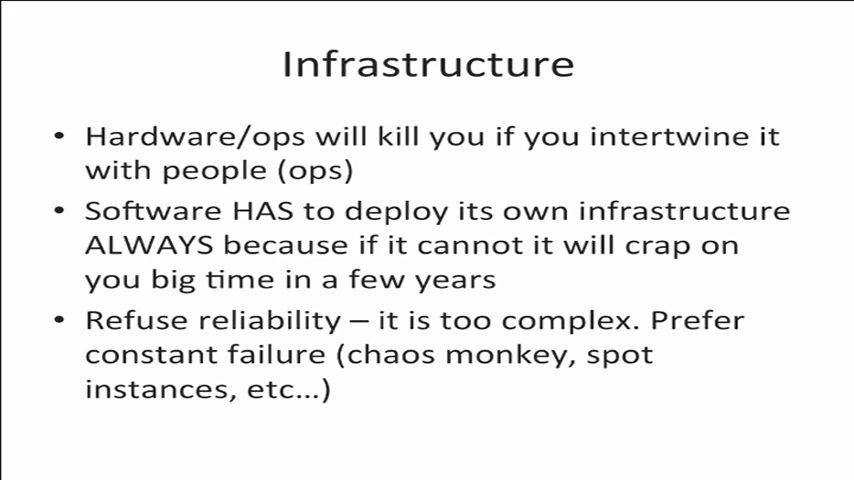 Infrastructure
• Hardware/ops will kill you if you intertwine it
with people (ops)
• Software HAS to deploy its own infrastructure
ALWAYS because if it cannot it will crap on
you big time in a few years
• Refuse reliability – it is too complex. Prefer
constant failure (chaos monkey, spot
instances, etc...)